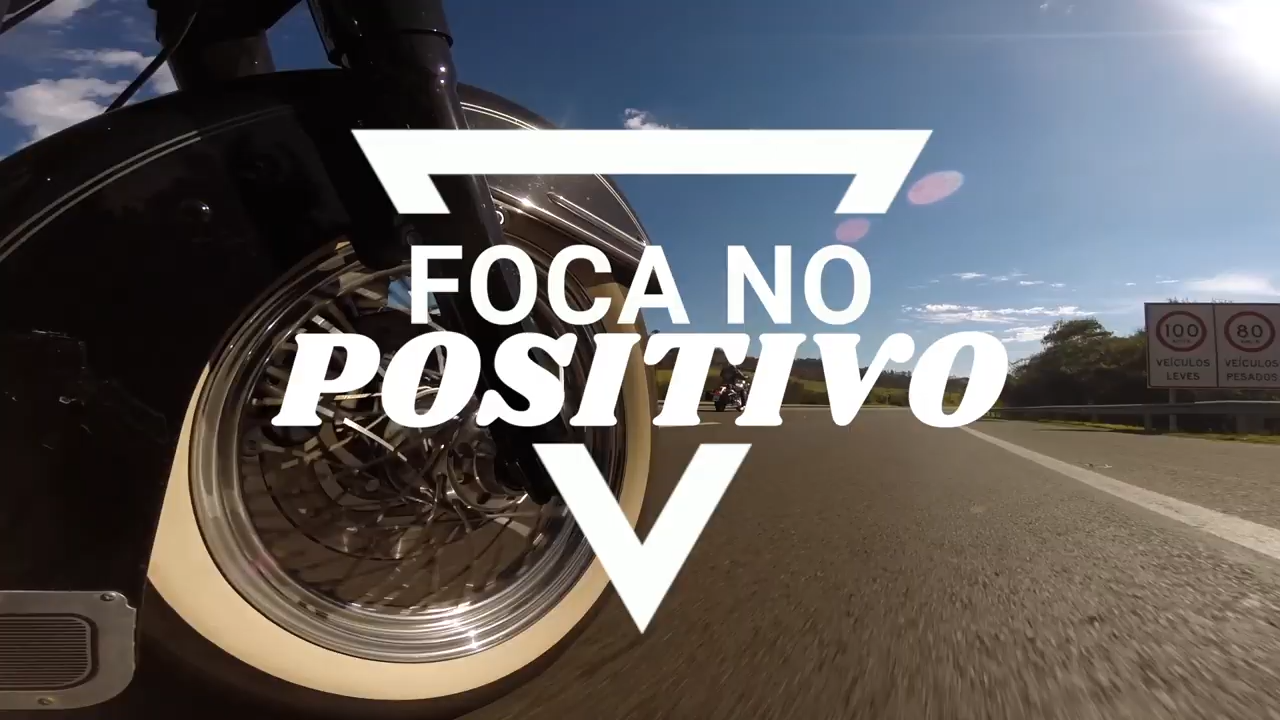 FOCA NO
POSITIVO
100
80
VEÍCULOS
LEVES
VEÍCULOS
PESADOS